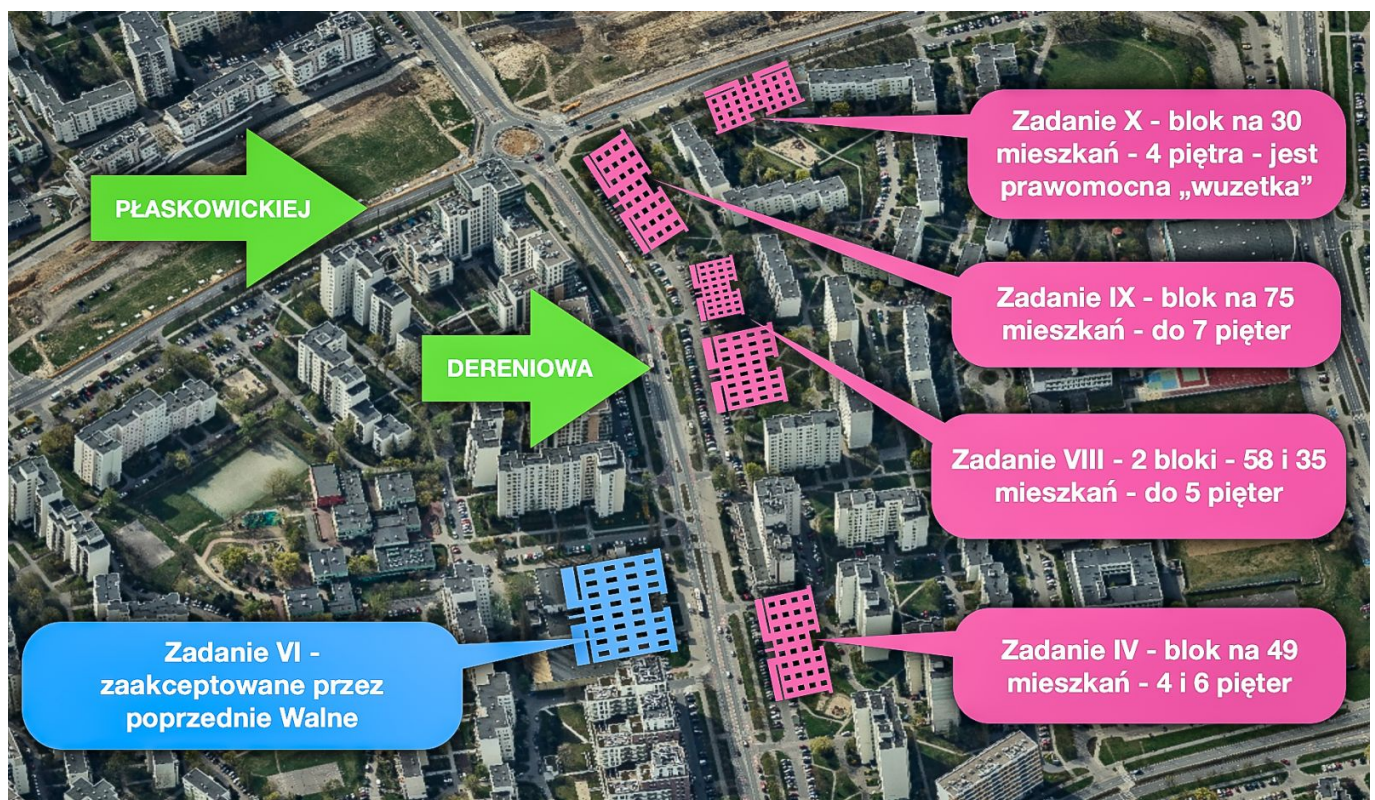 Zadanie X - blok na 30
mieszkań - 4 piętra - jest
prawomocna „wuzetka”
PŁASKOWICKIEJ
Zadanie IX - blok na 75
mieszkań - do 7 pięter
DERENIOWA
Zadanie VIII - 2 bloki - 58 i 35
mieszkań - do 5 pięter
Zadanie VI -
zaakceptowane przez
poprzednie Walne
Zadanie IV - blok na 49
mieszkań - 4 i 6 pięter